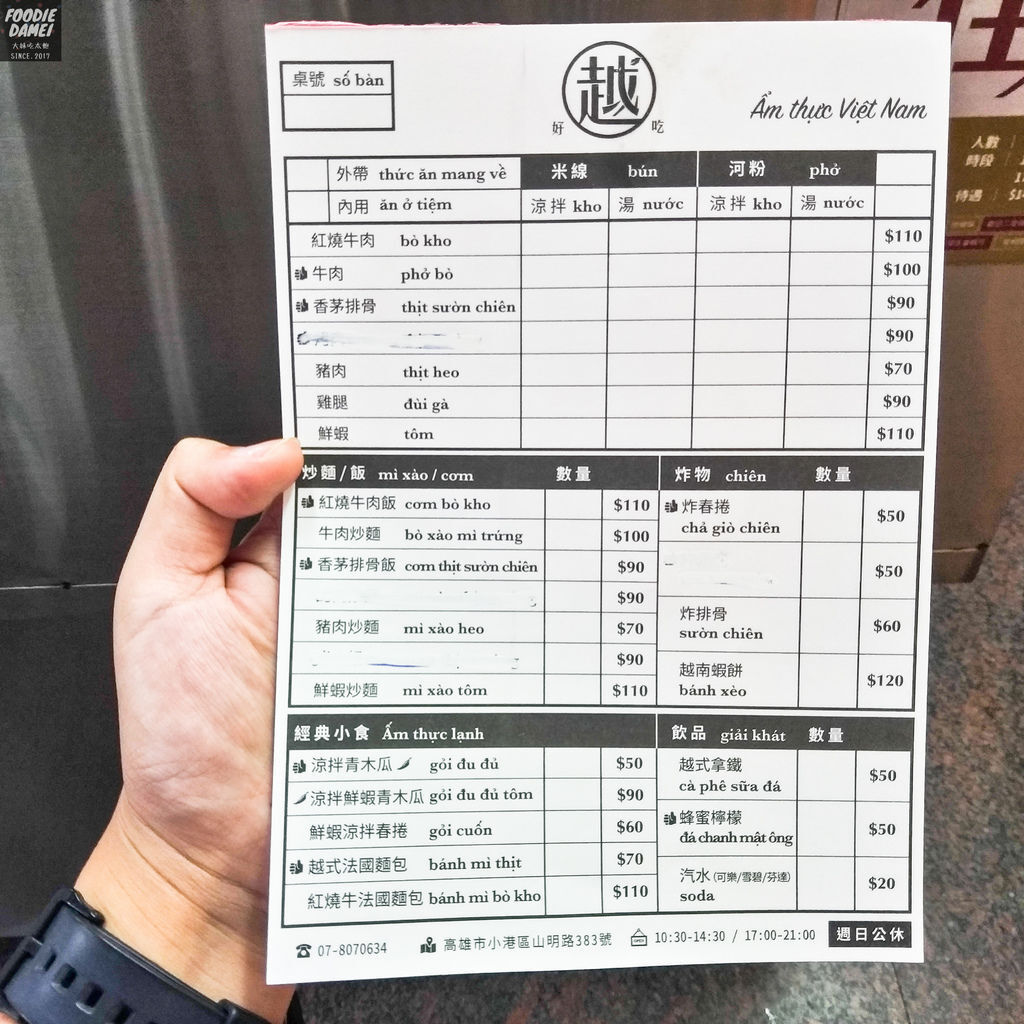 FOODIE
DAMEI
大妹吃不飽
SINCE.2017
桌號 số bàn
越
好 吃
Ẩm thực Việt Nam
外帶 thức ăn mang về 米線 bún 河粉 phở
內用 ăn ở tiệm 涼拌 kho 湯 nước 涼拌 kho 湯 nước
紅燒牛肉 bò kho $110
牛肉 phở bò $100
香茅排骨 thịt sườn chiên $90
$90
豬肉 thịt heo $70
雞腿 đùi gà $90
鮮蝦 tôm $110
炒麵/飯 mì xào / cơm 數量
紅燒牛肉飯 cơm bò kho $110
牛肉炒麵 bò xào mì trứng $100
香茅排骨飯 cơm thịt sườn chiên $90
$90
豬肉炒麵 mì xào heo $70
$90
鮮蝦炒麵 mì xào tôm $110
炸物 chiên 數量
炸春捲
chả giò chiên $50
$50
炸排骨
sườn chiên $60
越南蝦餅
bánh xèo $120
經典小食 Ẩm thực lạnh
涼拌青木瓜 gỏi đu đủ $50
涼拌鮮蝦青木瓜 gỏi đu đủ tôm $90
鮮蝦涼拌春捲 gỏi cuốn $60
越式法國麵包 bánh mì thịt $70
紅燒牛法國麵包 bánh mì bò kho $110
飲品 giải khát 數量
越式拿鐵
cà phê sữa đá $50
蜂蜜檸檬
đá chanh mật ông $50
汽水 (可樂/雪碧/芬達)
soda $20
07-8070634 高雄市小港區山明路383號 OPEN 10:30-14:30 / 17:00-21:00 週日公休
人數
時段
待遇